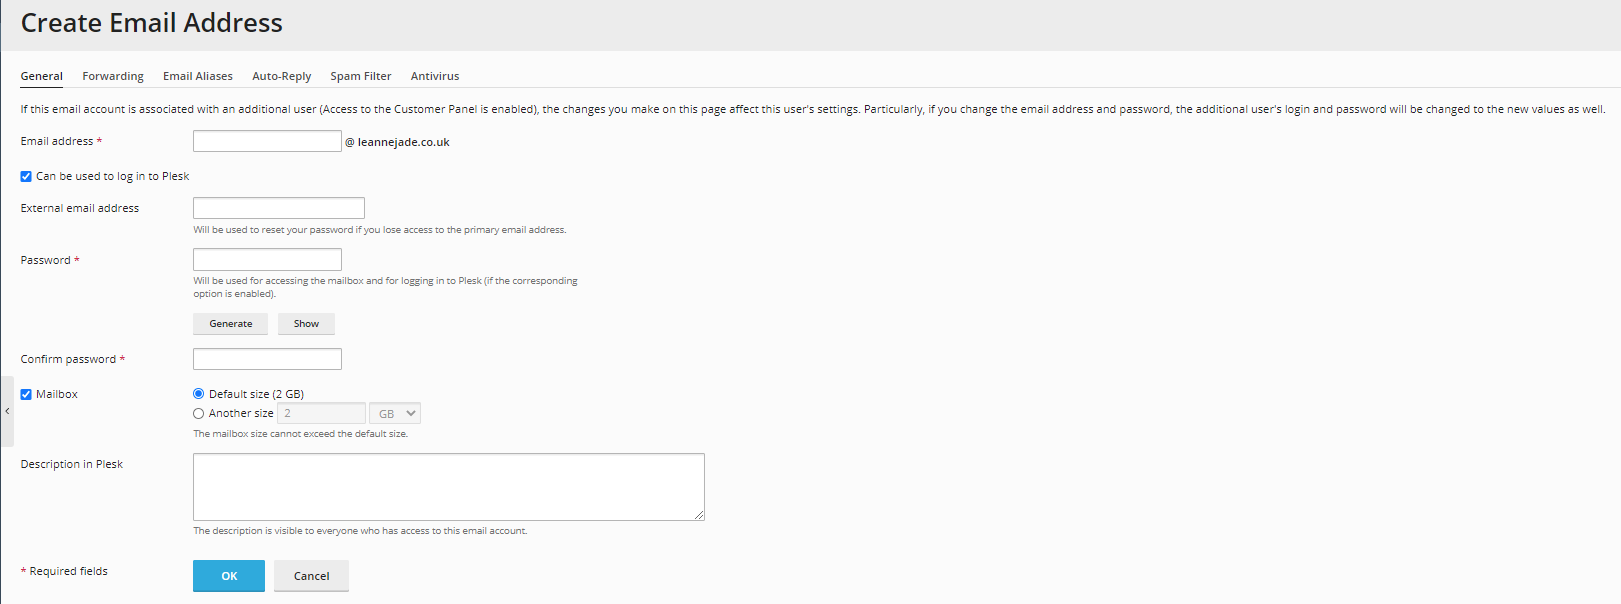 Create Email Address
General Forwarding Email Aliases Auto-Reply Spam Filter Antivirus
If this email account is associated with an additional user (Access to the Customer Panel is enabled), the changes you make on this page affect this user's settings. Particularly, if you change the email address and password, the additional user's login and password will be changed to the new values as well.
Email address * @ leannejade.co.uk
Can be used to log in to Plesk
External email address
Will be used to reset your password if you lose access to the primary email address.
Password *
Will be used for accessing the mailbox and for logging in to Plesk (if the corresponding
option is enabled).
Generate Show
Confirm password *
Mailbox Default size (2 GB)
Another size 2 GB
The mailbox size cannot exceed the default size.
Description in Plesk
The description is visible to everyone who has access to this email account.
* Required fields OK Cancel